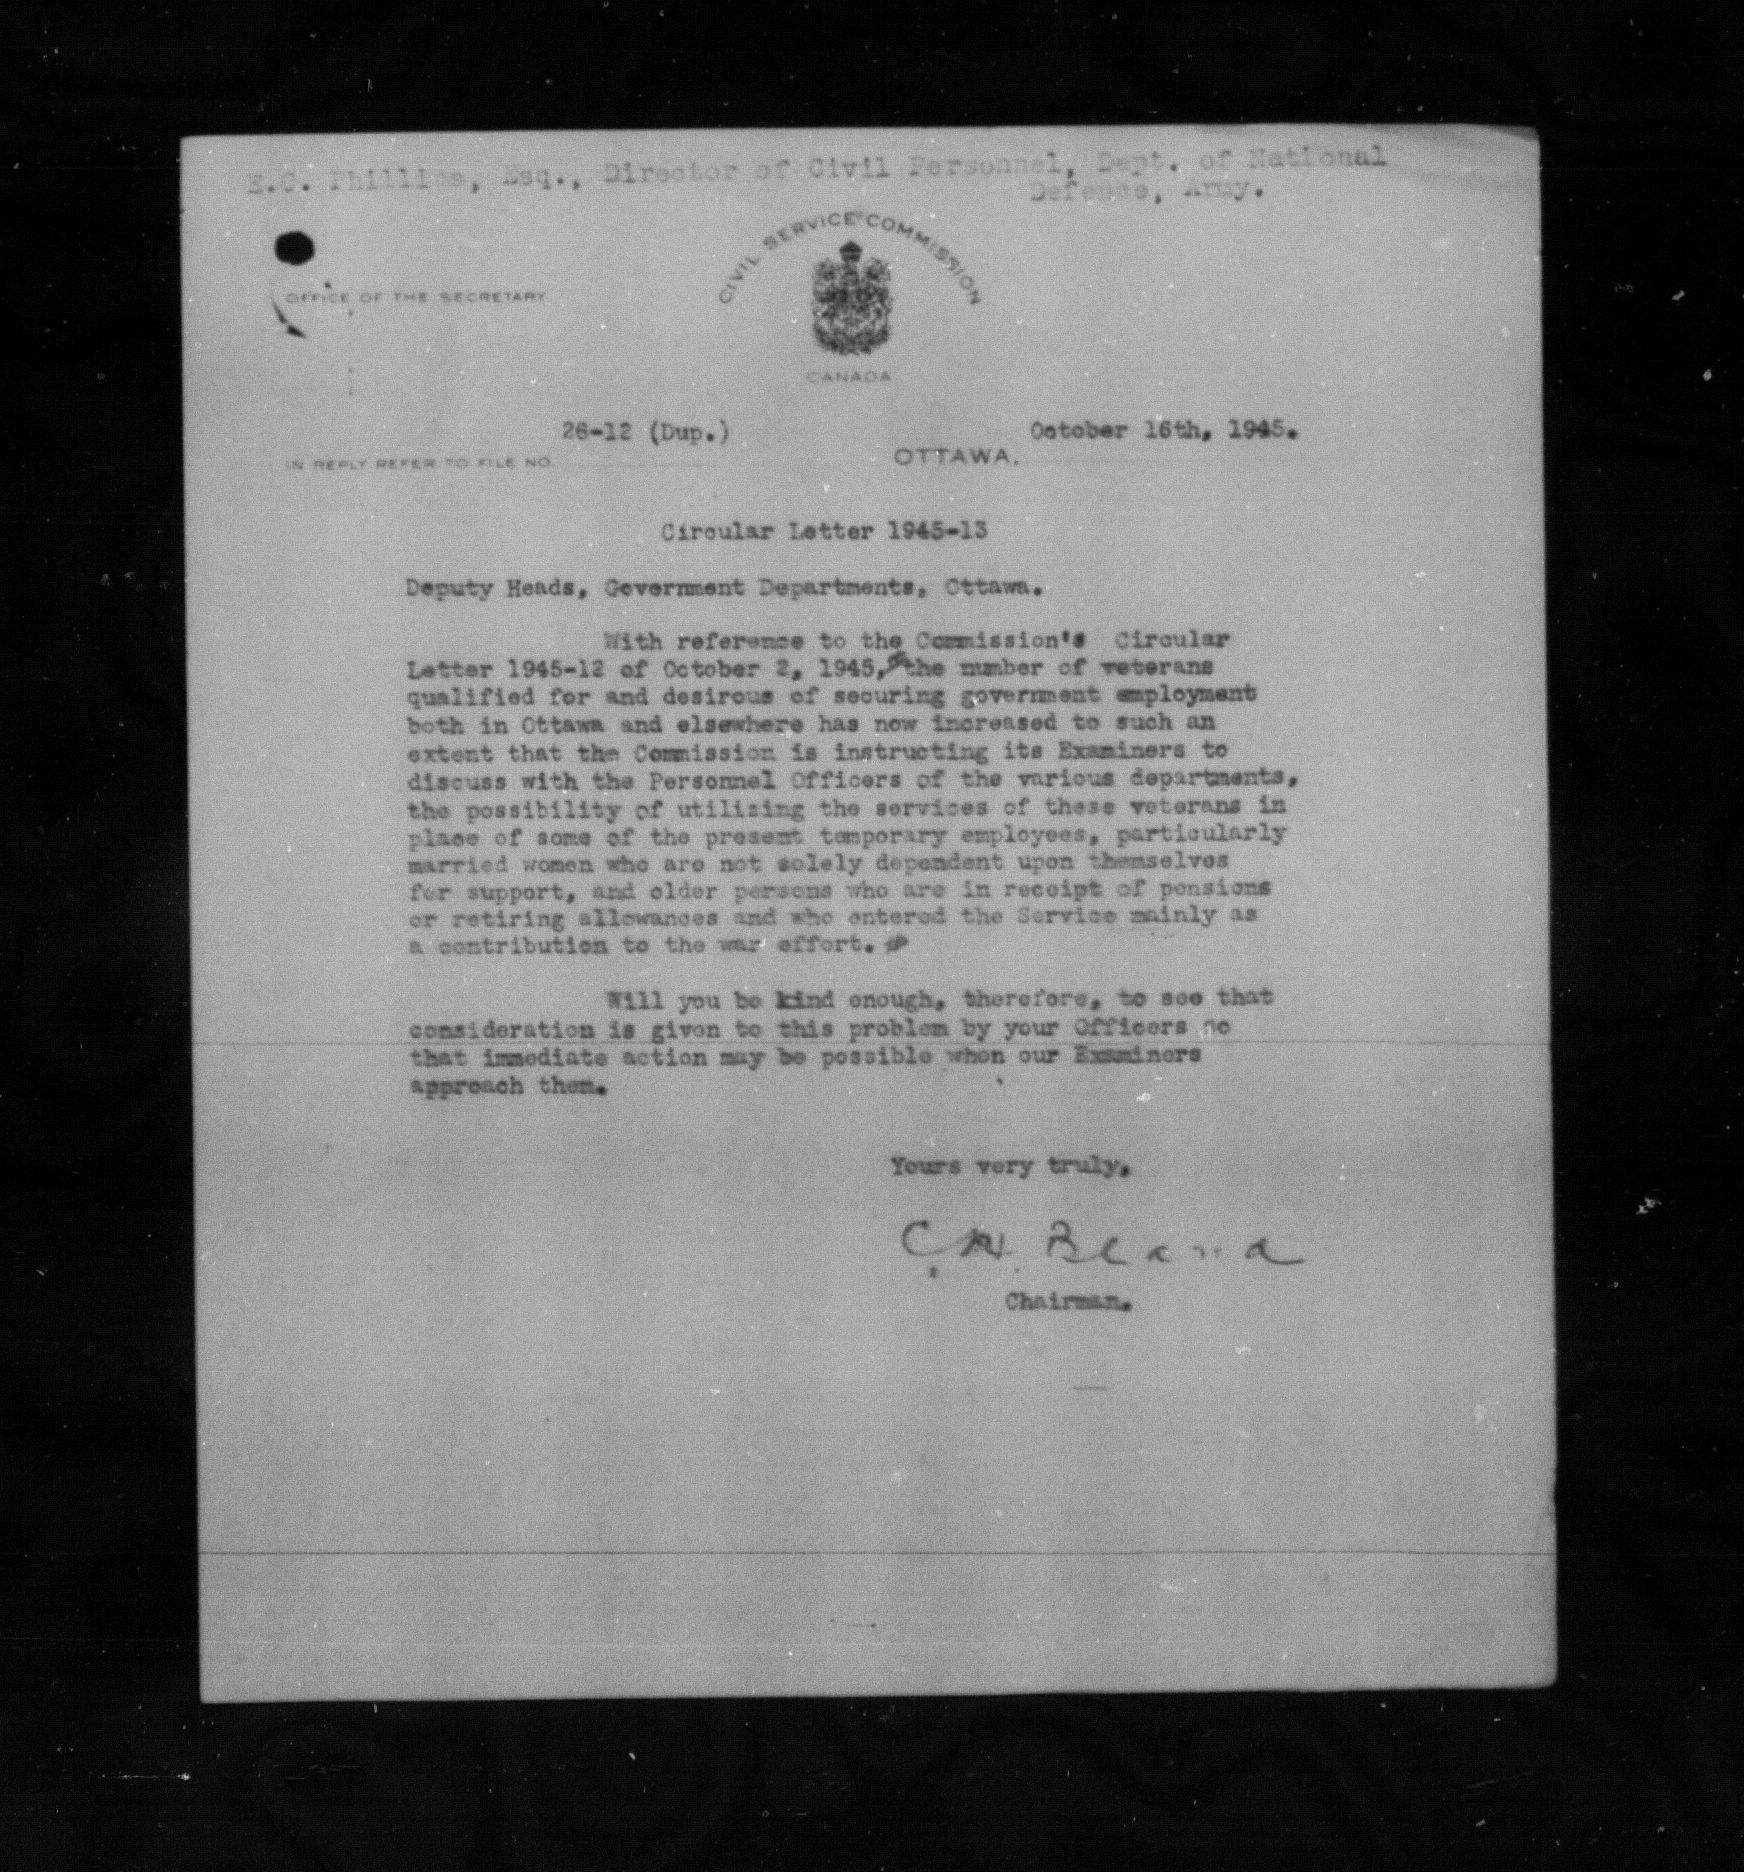 E.C. Phillips, Esq., Director of Civil Personnel, Dept. of National
Defense, Army.
CIVIL SERVICE COMMISSION
OFFICE OF THE SECRETARY
CANADA
26-12 (Dup.)
October 16th, 1945.
IN REPLY REFER TO FILE NO.
OTTAWA,
Circular Letter 1945-13
Deputy Heads, Government Departments, Ottawa.
With reference to the Commission's Circular
Letter 1945-12 of October 2, 1945, the number of veterans
qualified for and desirous of securing government employment
both in Ottawa and elsewhere has now increased to such an
extent that the Commission is instructing its Examiners to
discuss with the Personnel Officers of the various departments,
the possibility of utilizing the services of these veterans in
place of some of the present temporary employees, particularly
married women who are not solely dependent upon themselves
for support, and older persons who are in receipt of pensions
or retiring allowances and who entered the Service mainly as
a contribution to the war effort.
Will you be kind enough, therefore, to see that
consideration is given to this problem by your Officers so
that immediate action may be possible when our Examiners
approach them.
Yours very truly,
C H Bland
Chairman.